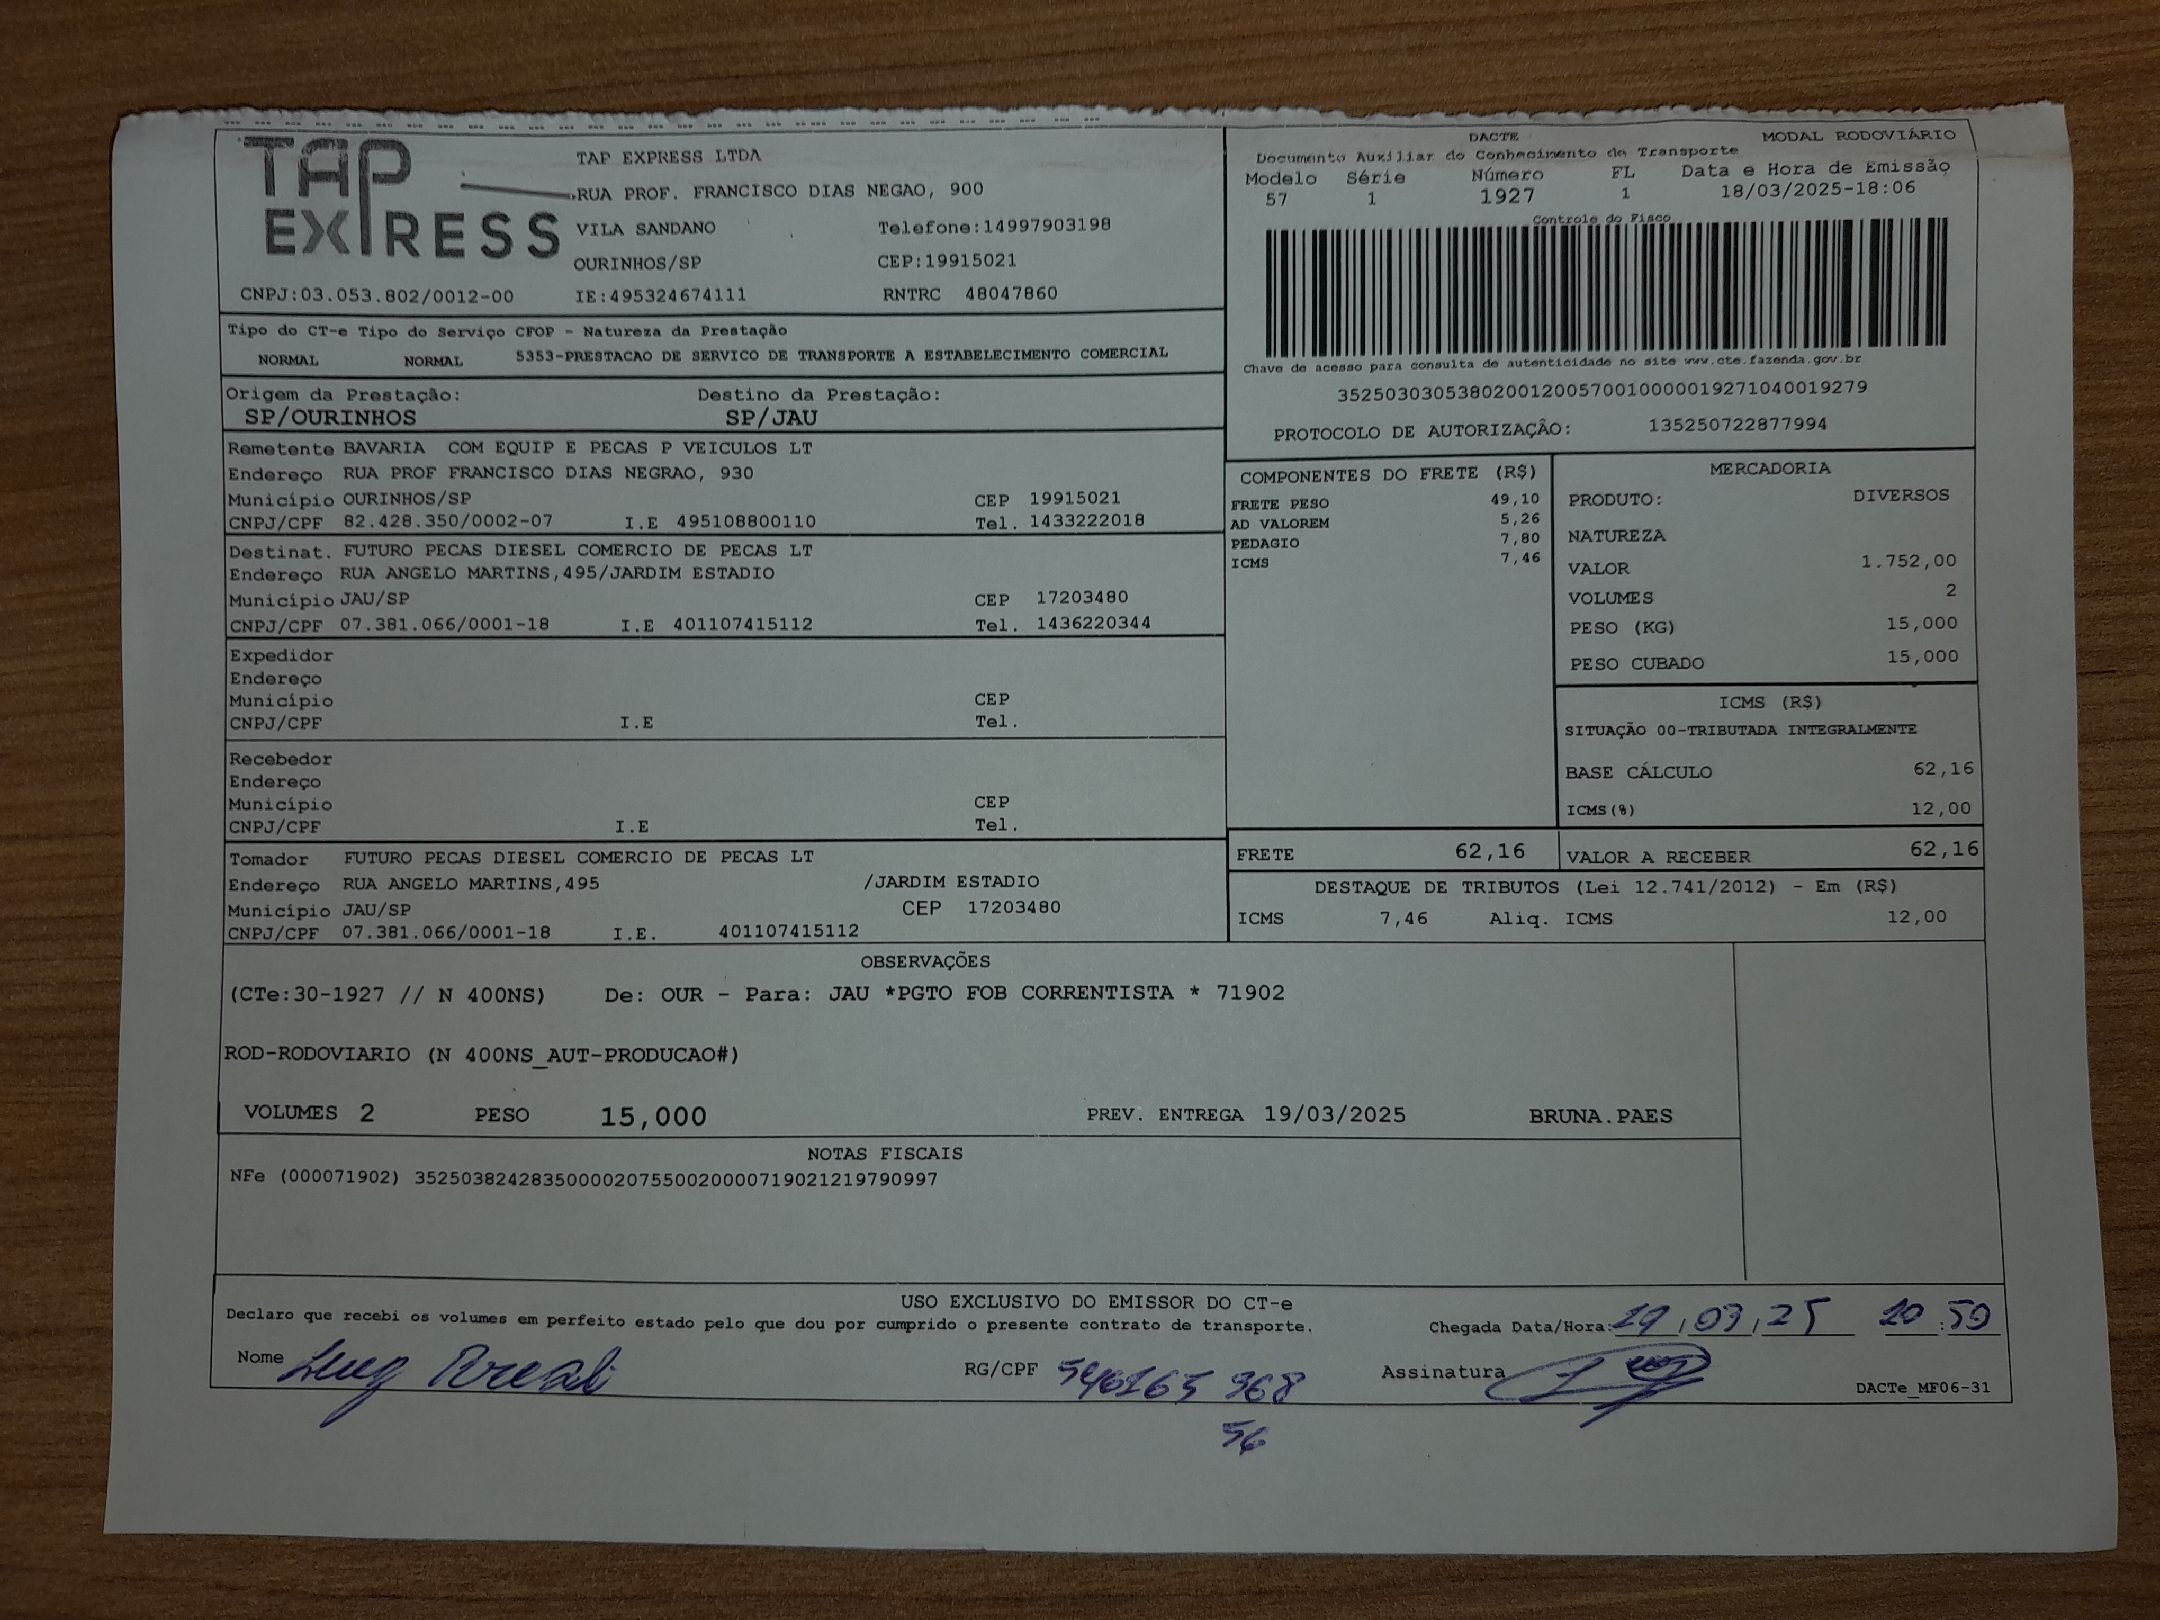 TAP EXPRESS
TAP EXPRESS LTDA
RUA PROF. FRANCISCO DIAS NEGAO, 900
VILA SANDANO Telefone:14997903198
OURINHOS/SP CEP:19915021
CNPJ:03.053.802/0012-00 IE:495324674111 RNTRC 48047860
DACTE MODAL RODOVIÁRIO
Documento Auxiliar do Conhecimento de Transporte
Modelo Série Número FL Data e Hora de Emissão
57 1 1927 1 18/03/2025-18:06
Controle do Fisco
Chave de acesso para consulta de autenticidade no site www.cte.fazenda.gov.br
35250303053802001200570010000019271040019279
PROTOCOLO DE AUTORIZAÇÃO: 135250722877994
Tipo do CT-e Tipo do Serviço CFOP - Natureza da Prestação
NORMAL NORMAL 5353-PRESTACAO DE SERVICO DE TRANSPORTE A ESTABELECIMENTO COMERCIAL
Origem da Prestação: Destino da Prestação:
SP/OURINHOS SP/JAU
Remetente BAVARIA COM EQUIP E PECAS P VEICULOS LT
Endereço RUA PROF FRANCISCO DIAS NEGRAO, 930
Município OURINHOS/SP CEP 19915021
CNPJ/CPF 82.428.350/0002-07 I.E 495108800110 Tel. 1433222018
Destinat. FUTURO PECAS DIESEL COMERCIO DE PECAS LT
Endereço RUA ANGELO MARTINS,495/JARDIM ESTADIO
Município JAU/SP CEP 17203480
CNPJ/CPF 07.381.066/0001-18 I.E 401107415112 Tel. 1436220344
Expedidor
Endereço
Município CEP
CNPJ/CPF I.E Tel.
Recebedor
Endereço
Município CEP
CNPJ/CPF I.E Tel.
Tomador FUTURO PECAS DIESEL COMERCIO DE PECAS LT
Endereço RUA ANGELO MARTINS,495 /JARDIM ESTADIO
Município JAU/SP CEP 17203480
CNPJ/CPF 07.381.066/0001-18 I.E. 401107415112
COMPONENTES DO FRETE (R$)
FRETE PESO 49,10
AD VALOREM 5,26
PEDAGIO 7,80
ICMS 7,46
MERCADORIA
PRODUTO: DIVERSOS
NATUREZA
VALOR 1.752,00
VOLUMES 2
PESO (KG) 15,000
PESO CUBADO 15,000
ICMS (R$)
SITUAÇÃO 00-TRIBUTADA INTEGRALMENTE
BASE CÁLCULO 62,16
ICMS(%) 12,00
FRETE 62,16 VALOR A RECEBER 62,16
DESTAQUE DE TRIBUTOS (Lei 12.741/2012) - Em (R$)
ICMS 7,46 Aliq. ICMS 12,00
OBSERVAÇÕES
(CTe:30-1927 // N 400NS) De: OUR - Para: JAU *PGTO FOB CORRENTISTA * 71902
ROD-RODOVIARIO (N 400NS_AUT-PRODUCAO#)
VOLUMES 2 PESO 15,000 PREV. ENTREGA 19/03/2025 BRUNA.PAES
NOTAS FISCAIS
NFe (000071902) 35250382428350000207550020000719021219790997
USO EXCLUSIVO DO EMISSOR DO CT-e
Declaro que recebi os volumes em perfeito estado pelo que dou por cumprido o presente contrato de transporte.
Chegada Data/Hora: 19/03/25 10:50
Nome RG/CPF 546165 968 Assinatura
56
DACTe_MF06-31